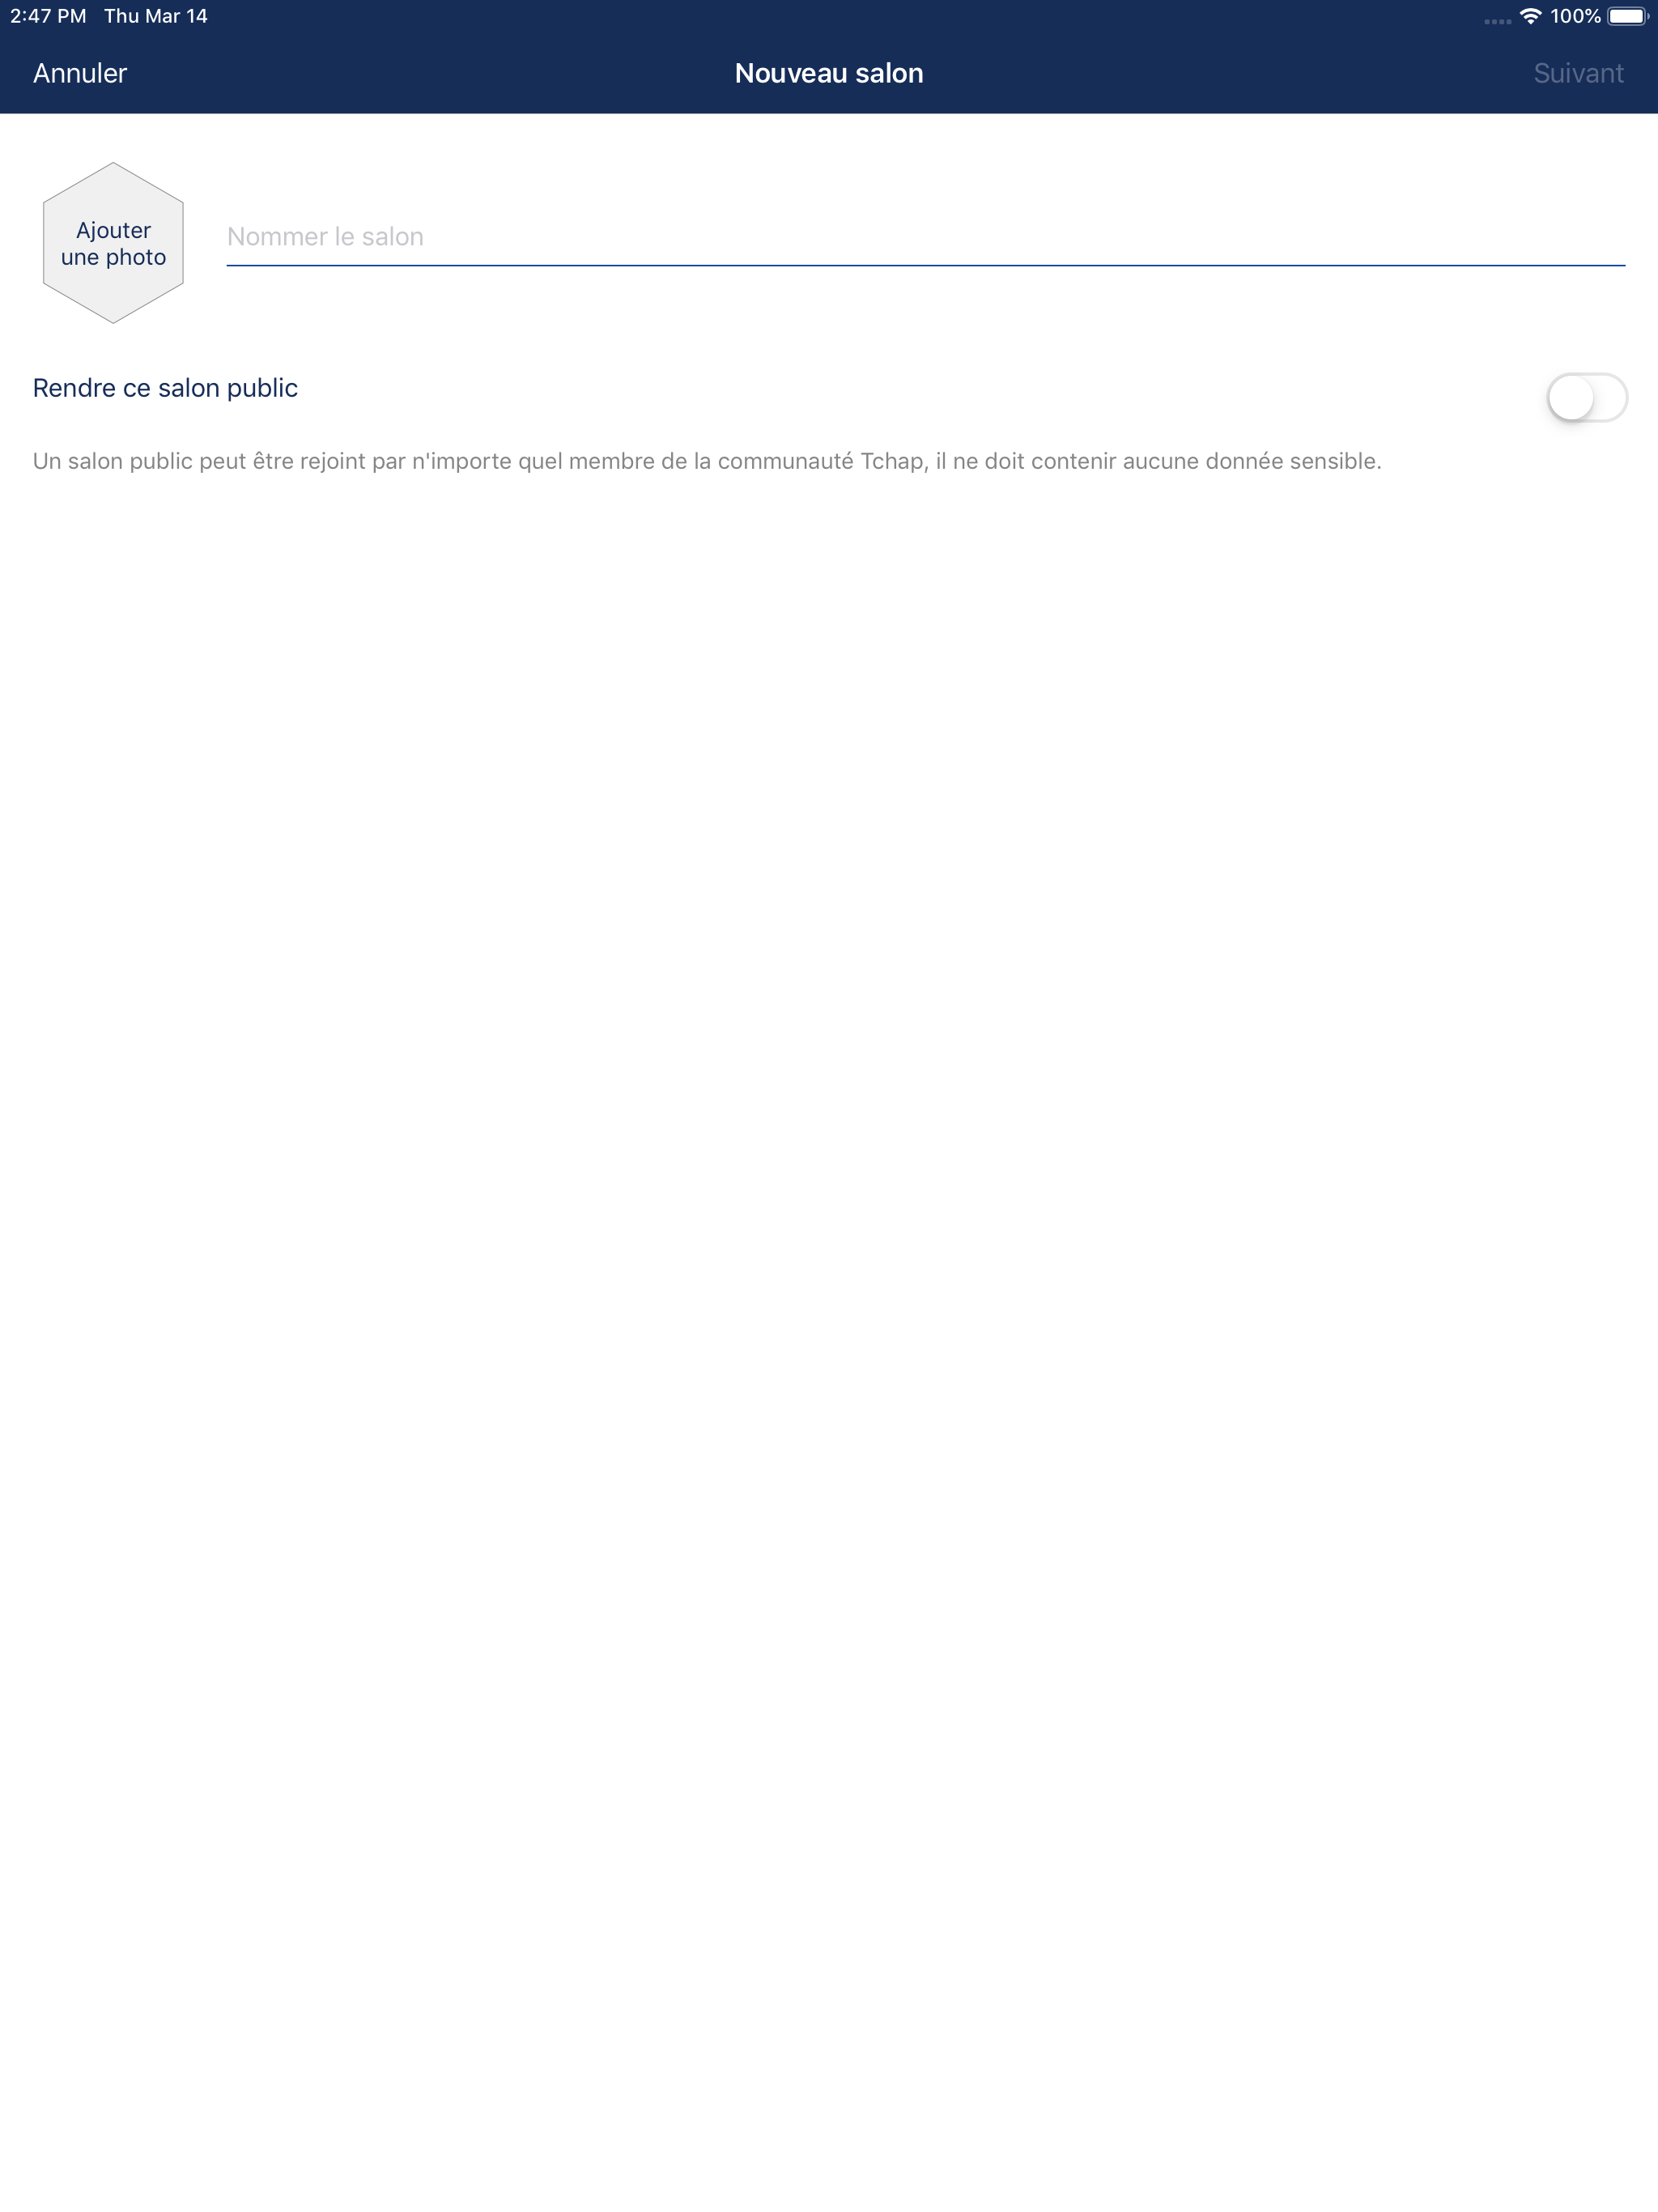 2:47 PM Thu Mar 14
100%
Annuler
Nouveau salon
Suivant
Ajouter
une photo
Nommer le salon
Rendre ce salon public
Un salon public peut être rejoint par n'importe quel membre de la communauté Tchap, il ne doit contenir aucune donnée sensible.